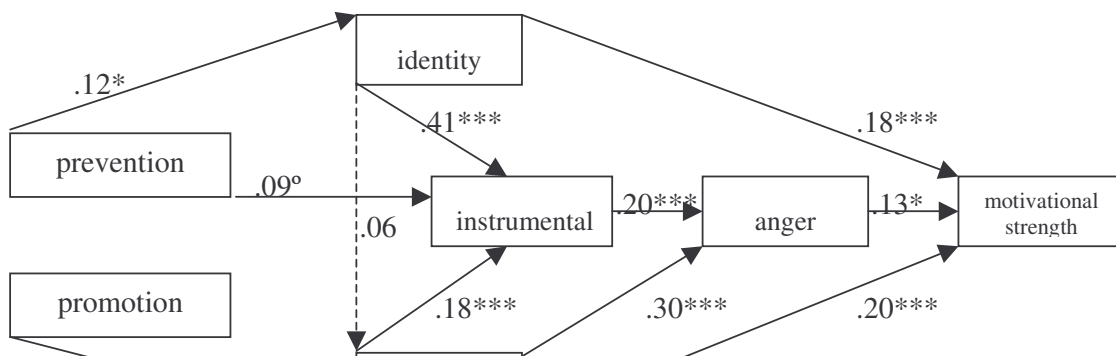 identity
.12*
.41***
.18***
prevention
.09º
instrumental
.20***
anger
.13*
motivational
strength
.06
promotion
.18***
.30***
.20***